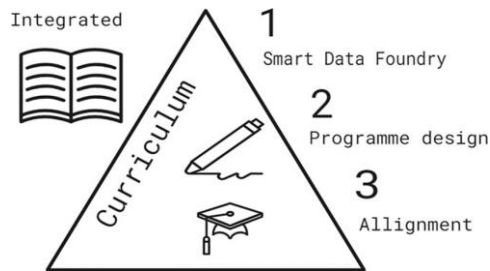 Integrated
Curriculum
1
Smart Data Foundry
2
Programme design
3
Allignment